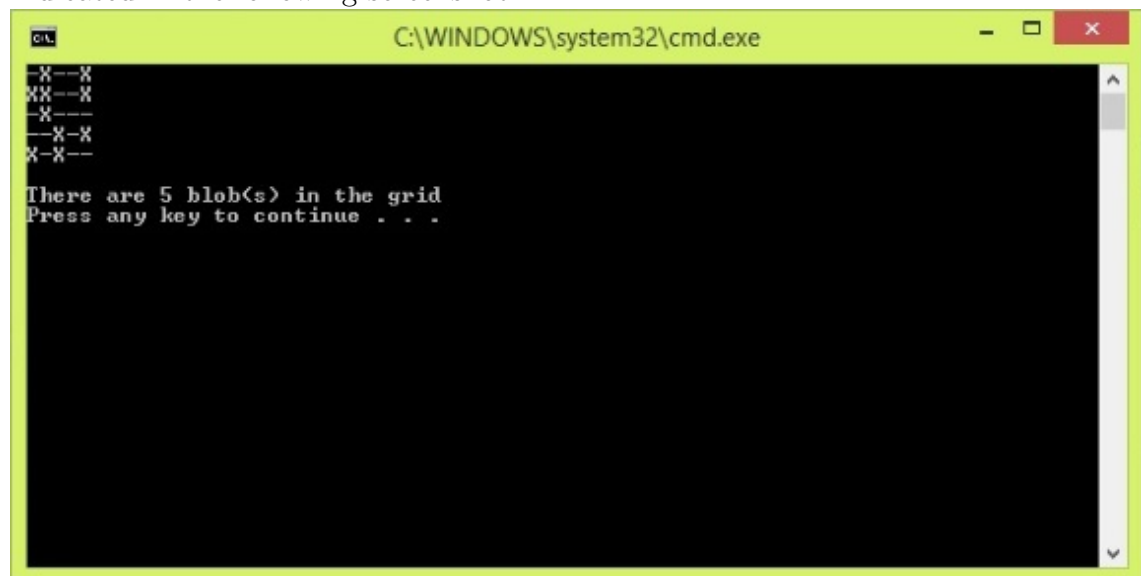 C:\WINDOWS\system32\cmd.exe
-X--X
XX--X
-X---
--X-X
X-X--
There are 5 blob(s) in the grid
Press any key to continue . . .